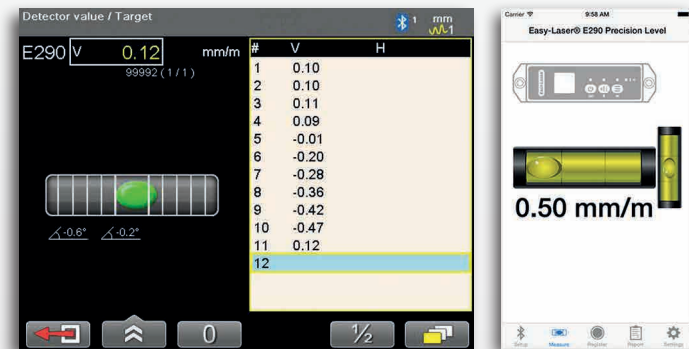 Detector value / Target
1
mm
1
E290 V 0.12 mm/m
99992 ( 1 / 1 )
# V H
1 0.10
2 0.10
3 0.11
4 0.09
5 -0.01
6 -0.20
7 -0.28
8 -0.36
9 -0.42
10 -0.47
11 0.12
12
-0.6° -0.2°
0
½
Carrier 9:58 AM
Easy-Laser® E290 Precision Level
0.50 mm/m
Setup Measure Register Report Settings